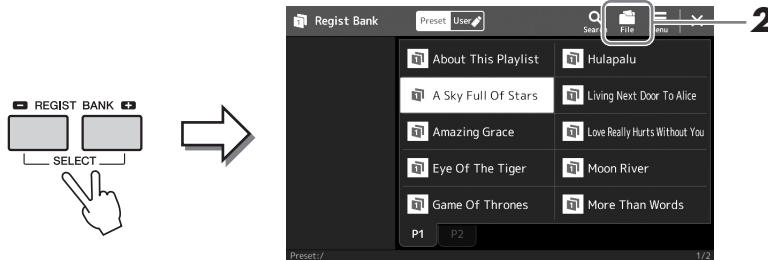 Regist Bank
Preset User
Search File Menu
2
About This Playlist
Hulapalu
A Sky Full Of Stars
Living Next Door To Alice
Amazing Grace
Love Really Hurts Without You
Eye Of The Tiger
Moon River
Game Of Thrones
More Than Words
P1 P2
Preset:/
1/2
REGIST BANK
SELECT